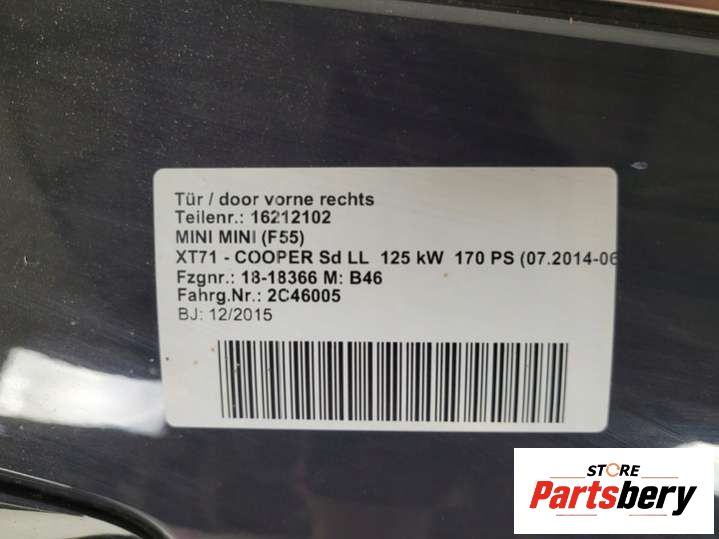 Tür / door vorne rechts
Teilenr.: 16212102
MINI MINI (F55)
XT71 - COOPER Sd LL 125 kW 170 PS (07.2014-06
Fzgnr.: 18-18366 M: B46
Fahrg.Nr.: 2C46005
BJ: 12/2015
STORE
Partsbery